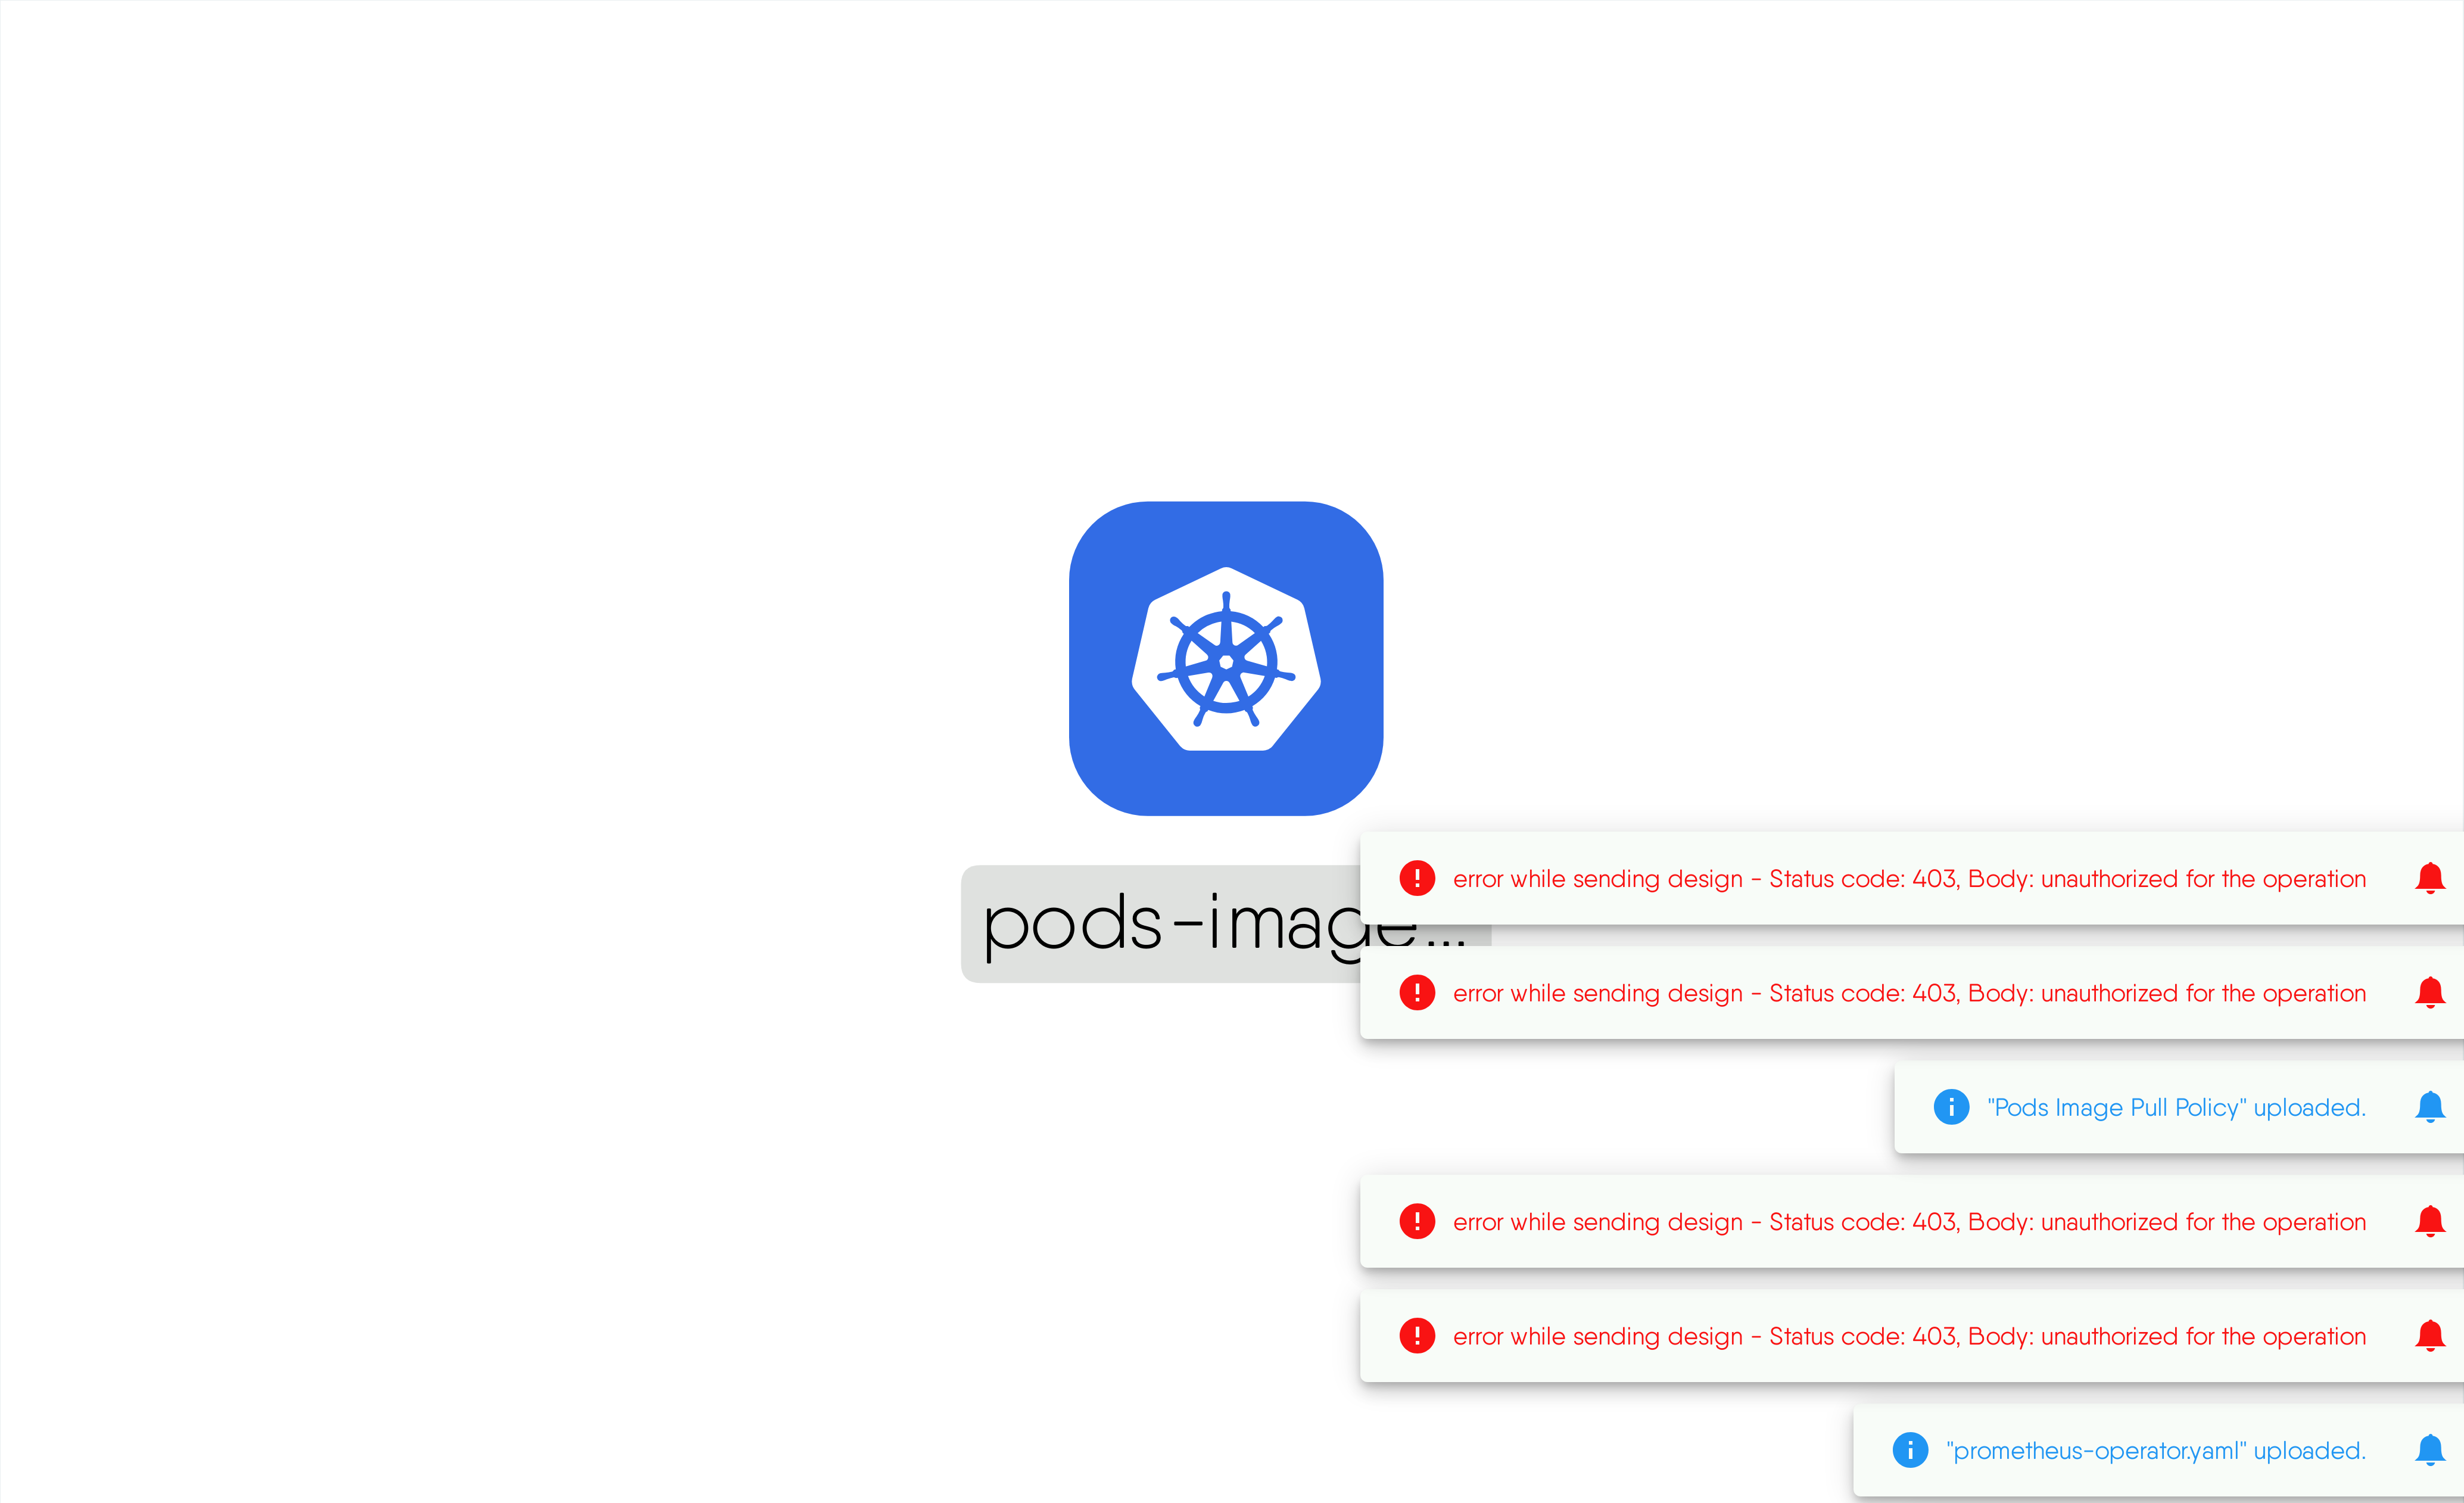 pods-image...
error while sending design - Status code: 403, Body: unauthorized for the operation
error while sending design - Status code: 403, Body: unauthorized for the operation
"Pods Image Pull Policy" uploaded.
error while sending design - Status code: 403, Body: unauthorized for the operation
error while sending design - Status code: 403, Body: unauthorized for the operation
"prometheus-operator.yaml" uploaded.